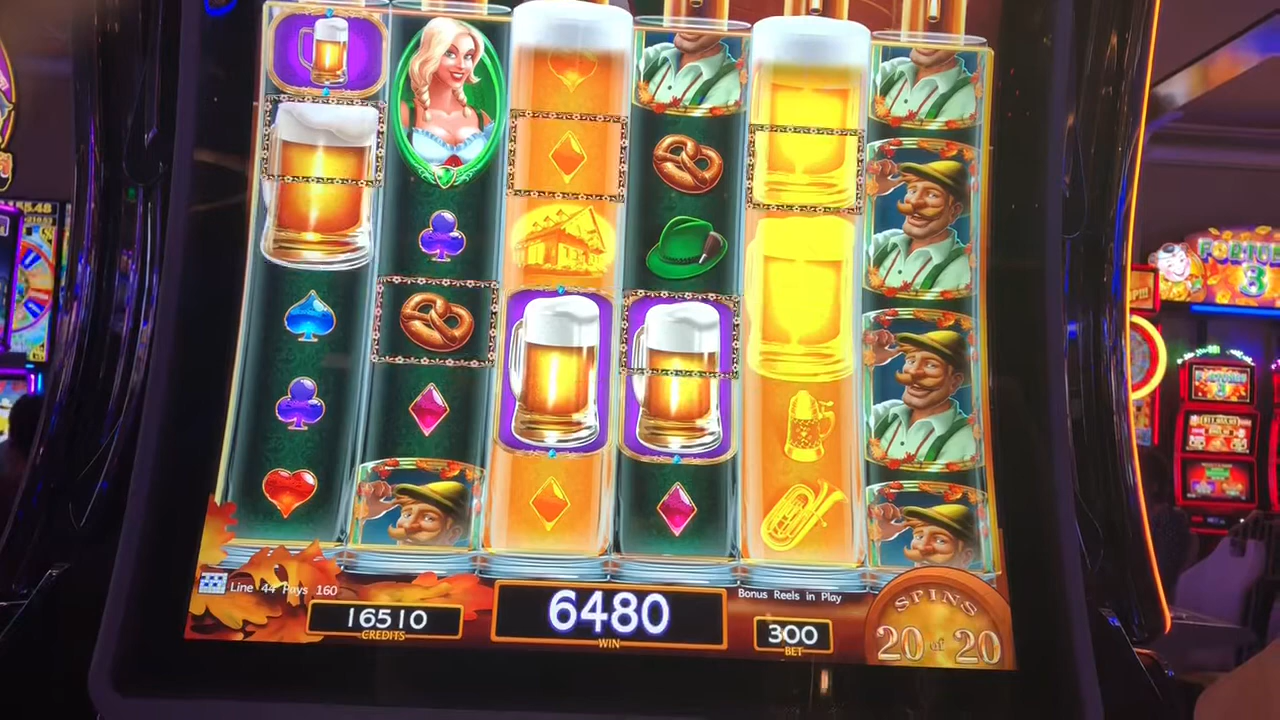 Line 44 Pays 160
16510
CREDITS
6480
WIN
Bonus Reels in Play
300
BET
SPINS
20 of 20
FORTUNE
3